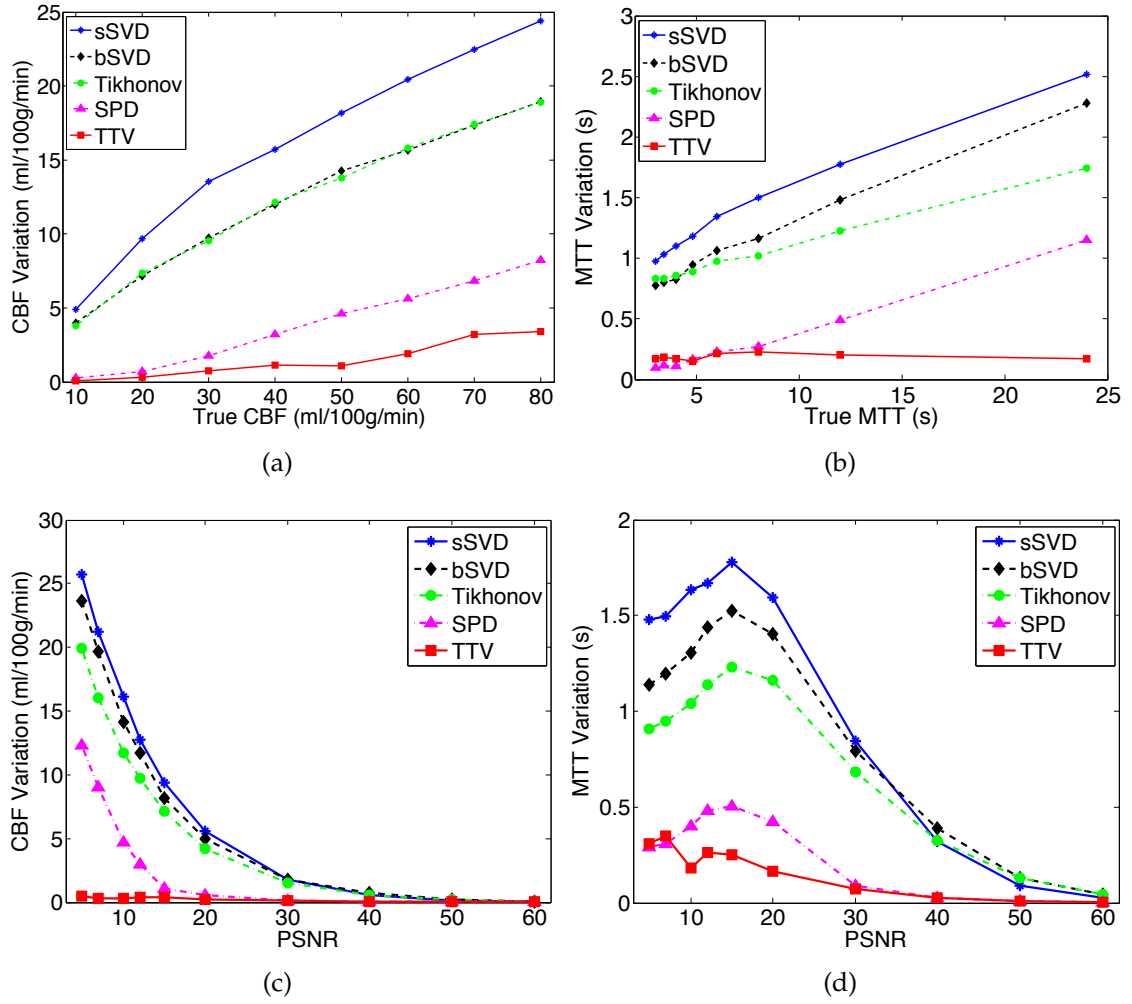 25
20
15
10
5
0
CBF Variation (ml/100g/min)
sSVD
bSVD
Tikhonov
SPD
TTV
10 20 30 40 50 60 70 80
True CBF (ml/100g/min)
(a)
3
2.5
2
1.5
1
0.5
0
MTT Variation (s)
sSVD
bSVD
Tikhonov
SPD
TTV
5 10 15 20 25
True MTT (s)
(b)
30
25
20
15
10
5
0
CBF Variation (ml/100g/min)
sSVD
bSVD
Tikhonov
SPD
TTV
10 20 30 40 50 60
PSNR
(c)
2
1.5
1
0.5
0
MTT Variation (s)
sSVD
bSVD
Tikhonov
SPD
TTV
10 20 30 40 50 60
PSNR
(d)